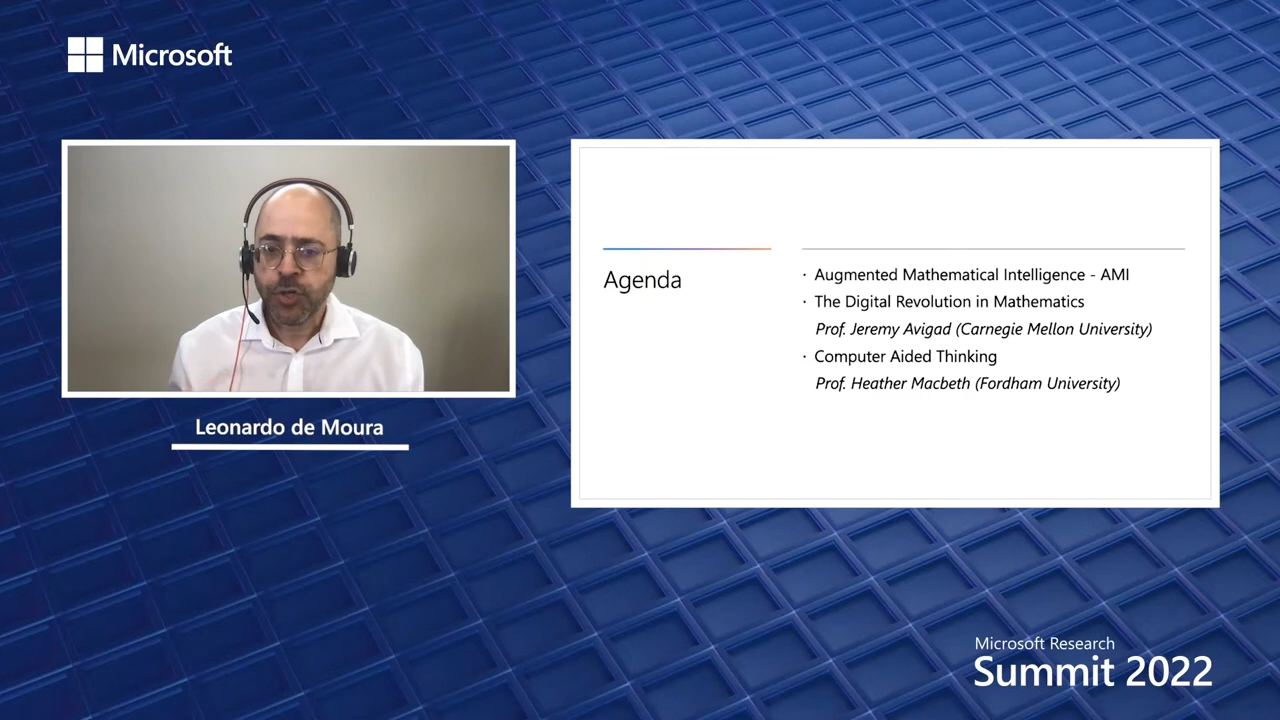 Microsoft
Leonardo de Moura
Agenda
· Augmented Mathematical Intelligence - AMI
· The Digital Revolution in Mathematics
Prof. Jeremy Avigad (Carnegie Mellon University)
· Computer Aided Thinking
Prof. Heather Macbeth (Fordham University)
Microsoft Research
Summit 2022